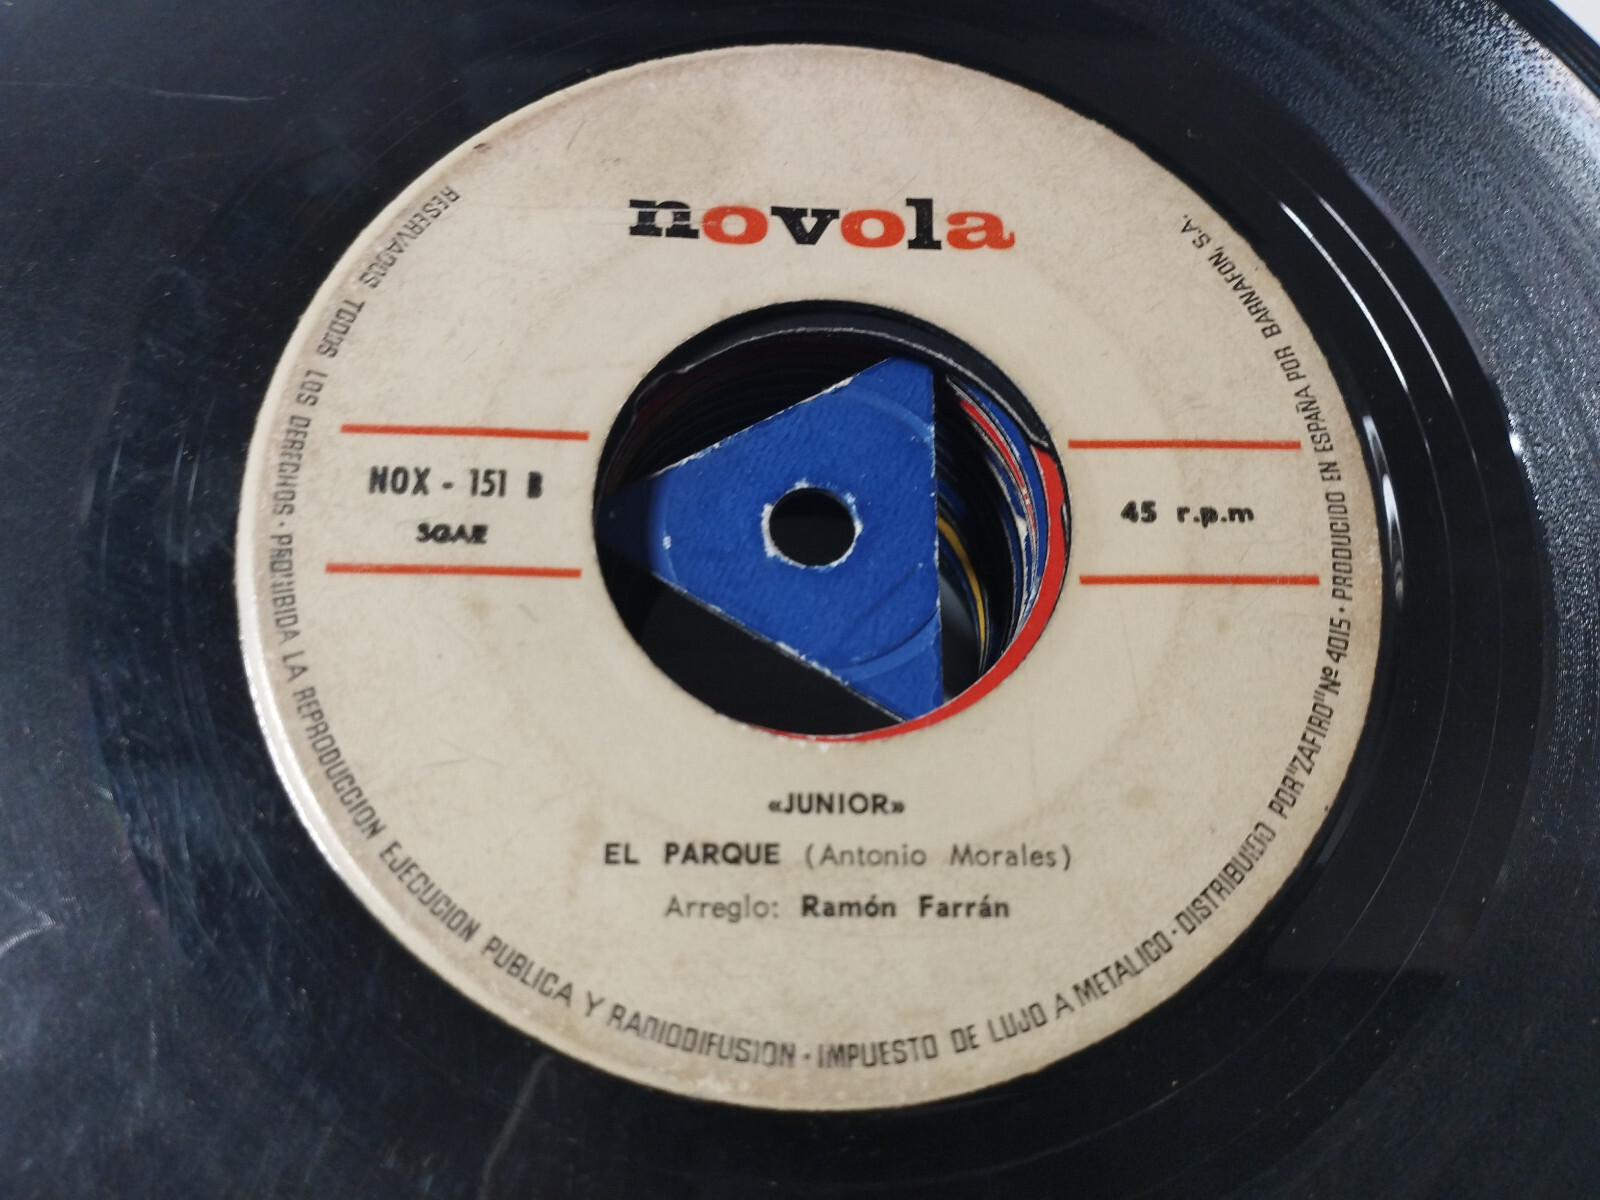 novola
NOX - 151 B
SGAE
45 r.p.m
«JUNIOR»
EL PARQUE (Antonio Morales)
Arreglo: Ramón Farrán
RESERVADOS TODOS LOS DERECHOS · PROHIBIDA LA REPRODUCCION EJECUCION PUBLICA Y RADIODIFUSION · IMPUESTO DE LUJO A METALICO · DISTRIBUIDO POR "ZAFIRO" Nº 4015 · PRODUCIDO EN ESPAÑA POR BARNAFON, S.A.